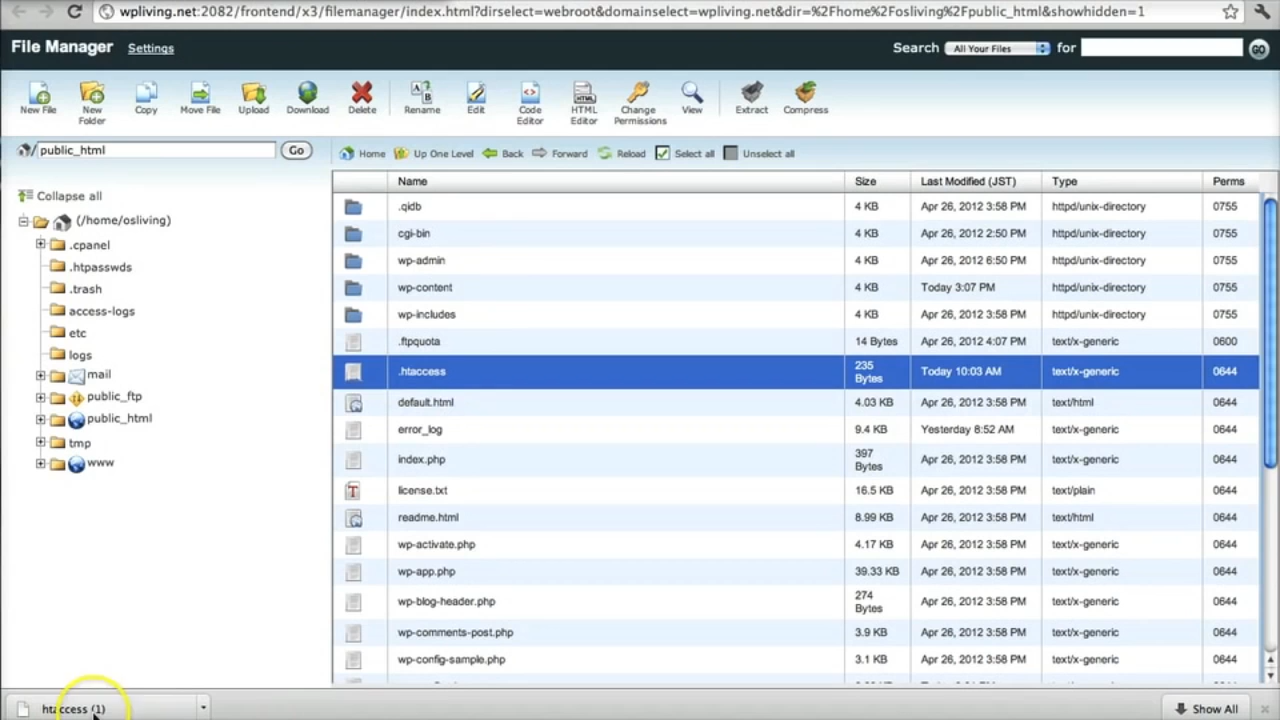 wpliving.net:2082/frontend/x3/filemanager/index.html?dirselect=webroot&domainselect=wpliving.net&dir=%2Fhome%2Fosliving%2Fpublic_html&showhidden=1
File Manager Settings Search All Your Files for GO
New File New Folder Copy Move File Upload Download Delete Rename Edit Code Editor HTML Editor Change Permissions View Extract Compress
/ public_html Go Home Up One Level Back Forward Reload Select all Unselect all
Collapse all
(/home/osliving)
.cpanel
.htpasswds
.trash
access-logs
etc
logs
mail
public_ftp
public_html
tmp
www
Name Size Last Modified (JST) Type Perms
.qidb 4 KB Apr 26, 2012 3:58 PM httpd/unix-directory 0755
cgi-bin 4 KB Apr 26, 2012 2:50 PM httpd/unix-directory 0755
wp-admin 4 KB Apr 26, 2012 6:50 PM httpd/unix-directory 0755
wp-content 4 KB Today 3:07 PM httpd/unix-directory 0755
wp-includes 4 KB Apr 26, 2012 3:58 PM httpd/unix-directory 0755
.ftpquota 14 Bytes Apr 26, 2012 4:07 PM text/x-generic 0600
.htaccess 235 Bytes Today 10:03 AM text/x-generic 0644
default.html 4.03 KB Apr 26, 2012 3:58 PM text/html 0644
error_log 9.4 KB Yesterday 8:52 AM text/x-generic 0644
index.php 397 Bytes Apr 26, 2012 3:58 PM text/x-generic 0644
license.txt 16.5 KB Apr 26, 2012 3:58 PM text/plain 0644
readme.html 8.99 KB Apr 26, 2012 3:58 PM text/html 0644
wp-activate.php 4.17 KB Apr 26, 2012 3:58 PM text/x-generic 0644
wp-app.php 39.33 KB Apr 26, 2012 3:58 PM text/x-generic 0644
wp-blog-header.php 274 Bytes Apr 26, 2012 3:58 PM text/x-generic 0644
wp-comments-post.php 3.9 KB Apr 26, 2012 3:58 PM text/x-generic 0644
wp-config-sample.php 3.1 KB Apr 26, 2012 3:58 PM text/x-generic 0644
htaccess (1) Show All